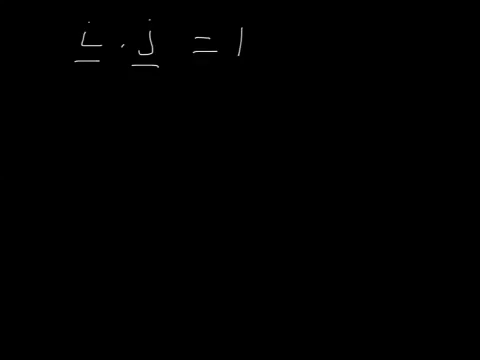 i . j = 1